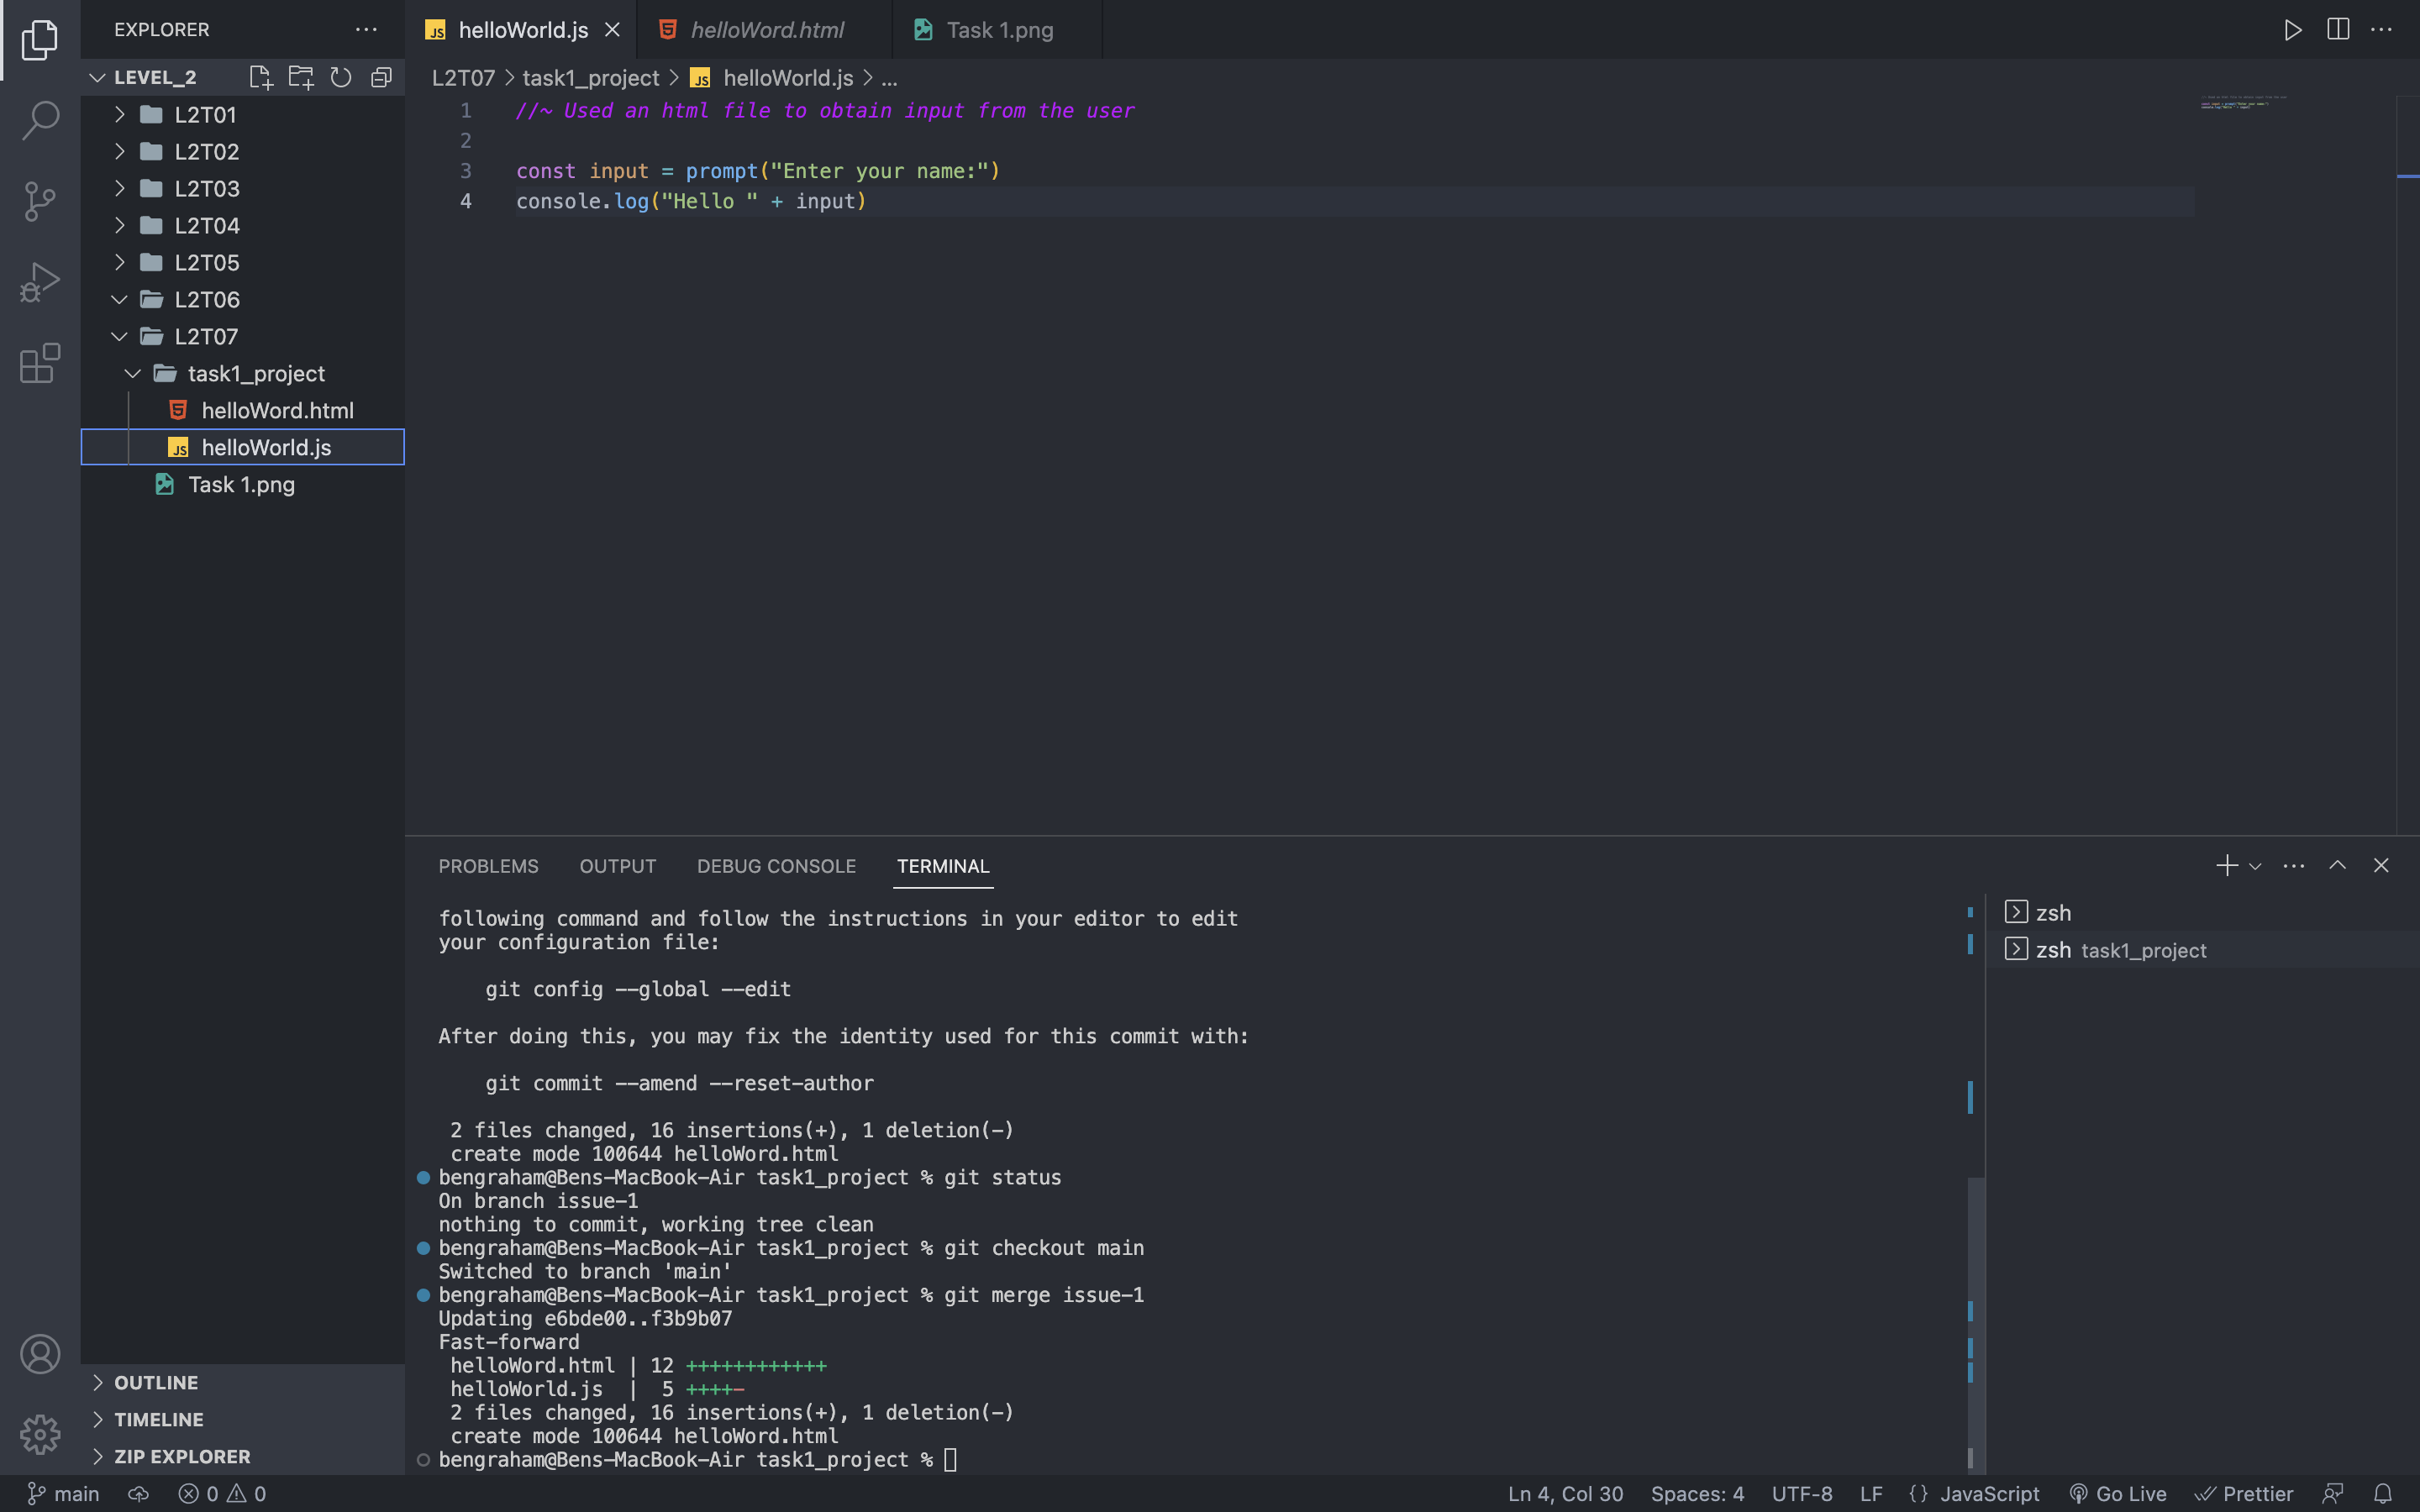 EXPLORER
LEVEL_2
L2T01
L2T02
L2T03
L2T04
L2T05
L2T06
L2T07
task1_project
helloWord.html
JS helloWorld.js
Task 1.png
OUTLINE
TIMELINE
ZIP EXPLORER
JS helloWorld.js
helloWord.html
Task 1.png
L2T07 > task1_project > JS helloWorld.js > ...
1 //~ Used an html file to obtain input from the user
2
3 const input = prompt("Enter your name:")
4 console.log("Hello " + input)
PROBLEMS OUTPUT DEBUG CONSOLE TERMINAL
following command and follow the instructions in your editor to edit
your configuration file:
git config --global --edit
After doing this, you may fix the identity used for this commit with:
git commit --amend --reset-author
2 files changed, 16 insertions(+), 1 deletion(-)
create mode 100644 helloWord.html
bengraham@Bens-MacBook-Air task1_project % git status
On branch issue-1
nothing to commit, working tree clean
bengraham@Bens-MacBook-Air task1_project % git checkout main
Switched to branch 'main'
bengraham@Bens-MacBook-Air task1_project % git merge issue-1
Updating e6bde00..f3b9b07
Fast-forward
helloWord.html | 12 ++++++++++++
helloWorld.js | 5 ++++-
2 files changed, 16 insertions(+), 1 deletion(-)
create mode 100644 helloWord.html
bengraham@Bens-MacBook-Air task1_project %
zsh
zsh task1_project
main 0 0
Ln 4, Col 30 Spaces: 4 UTF-8 LF {} JavaScript Go Live Prettier